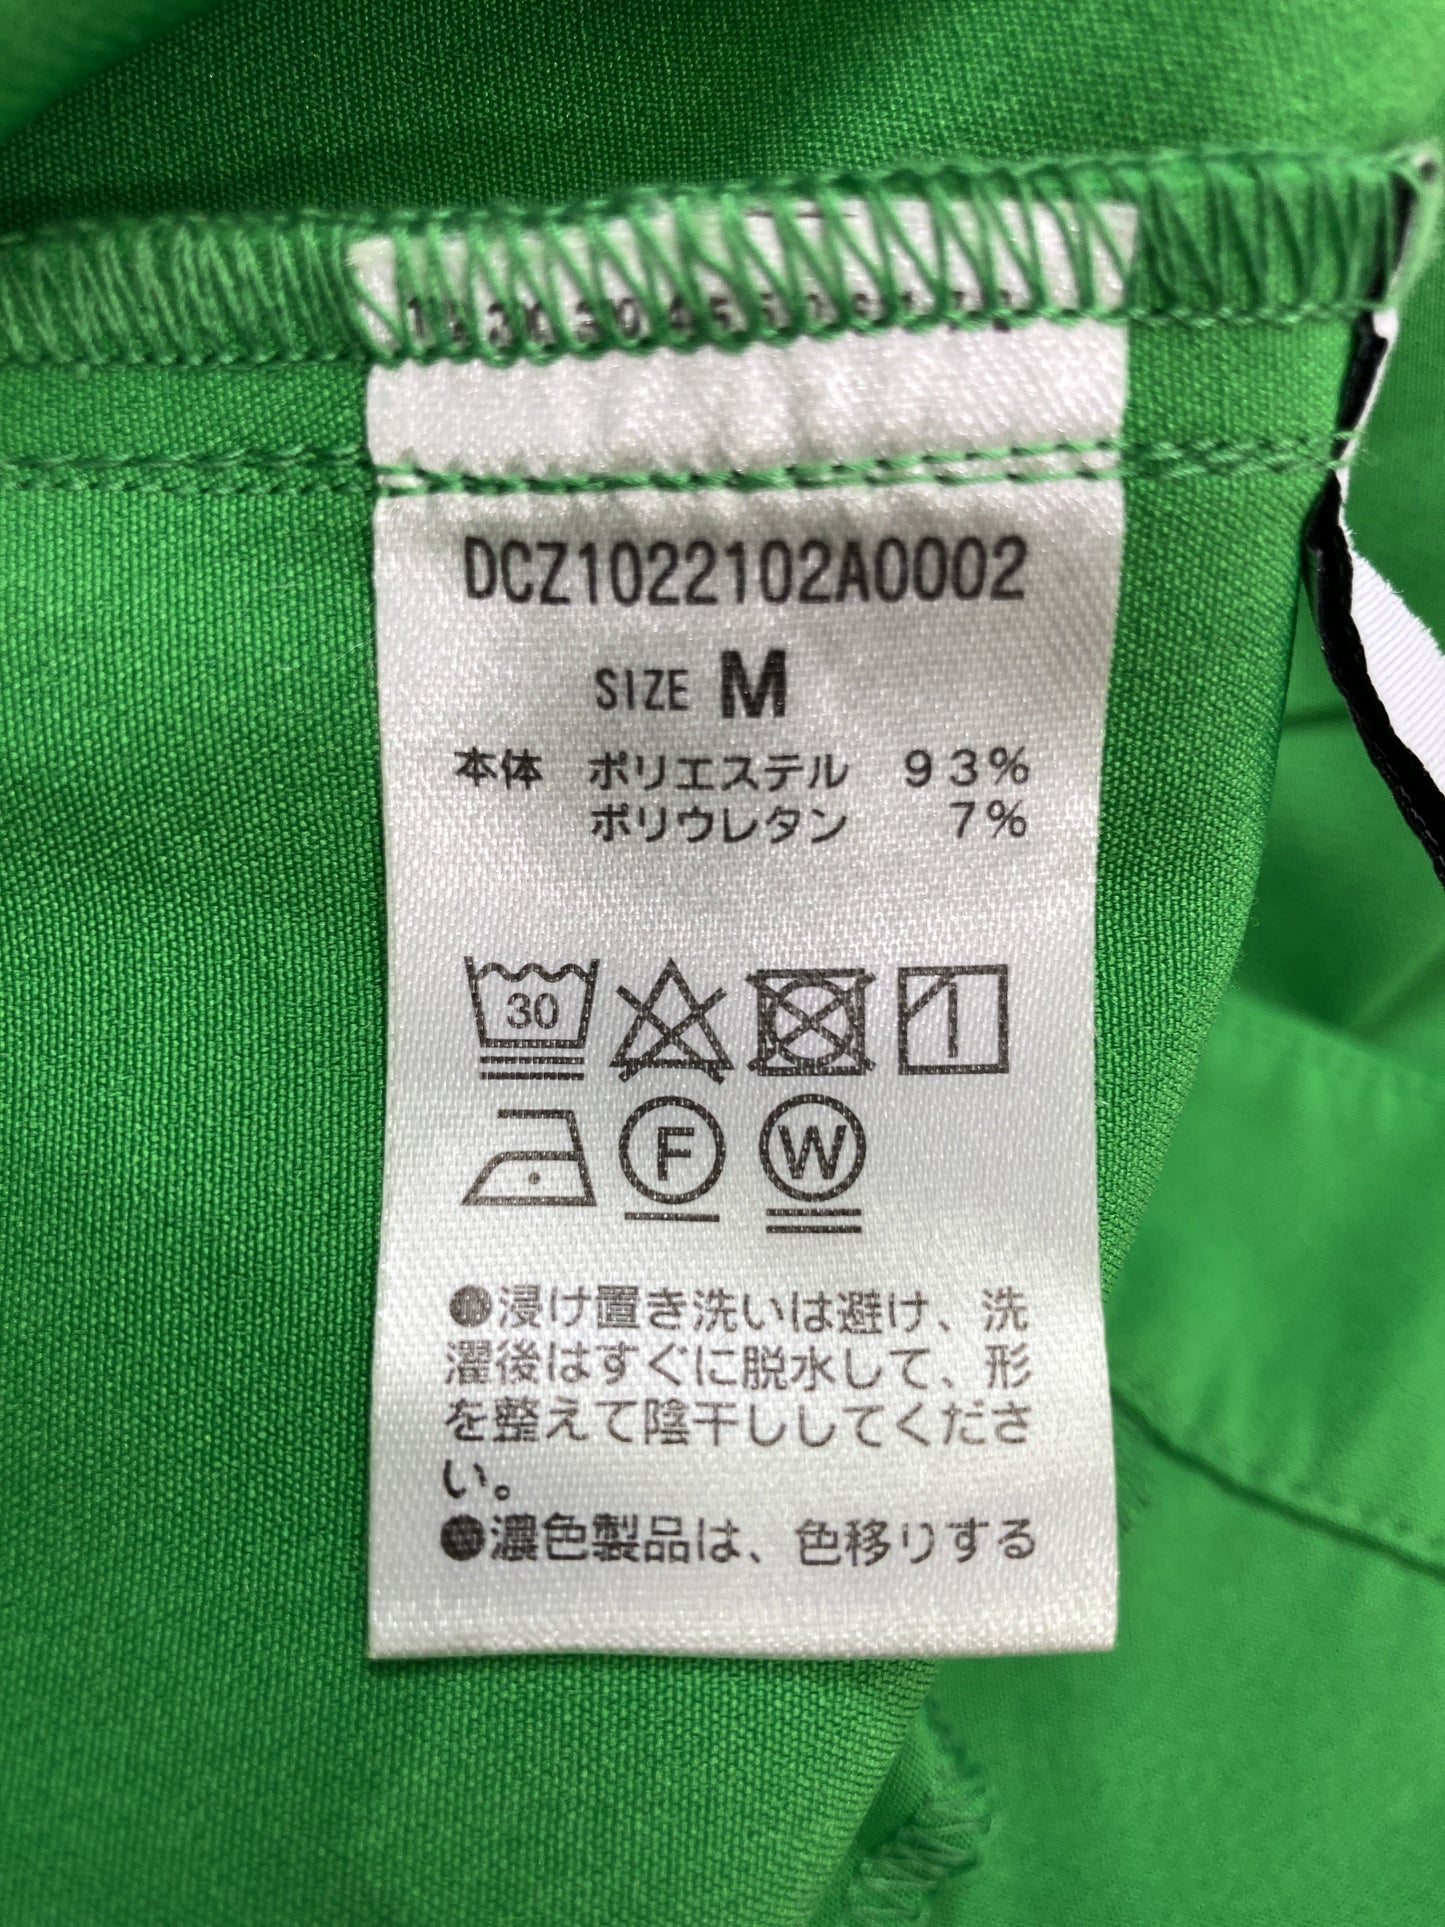 DCZ1022102A0002
SIZE M
本体 ポリエステル 93%
ポリウレタン 7%
30
F W
●浸け置き洗いは避け、洗
濯後はすぐに脱水して、形
を整えて陰干ししてくださ
い。
●濃色製品は、色移りする